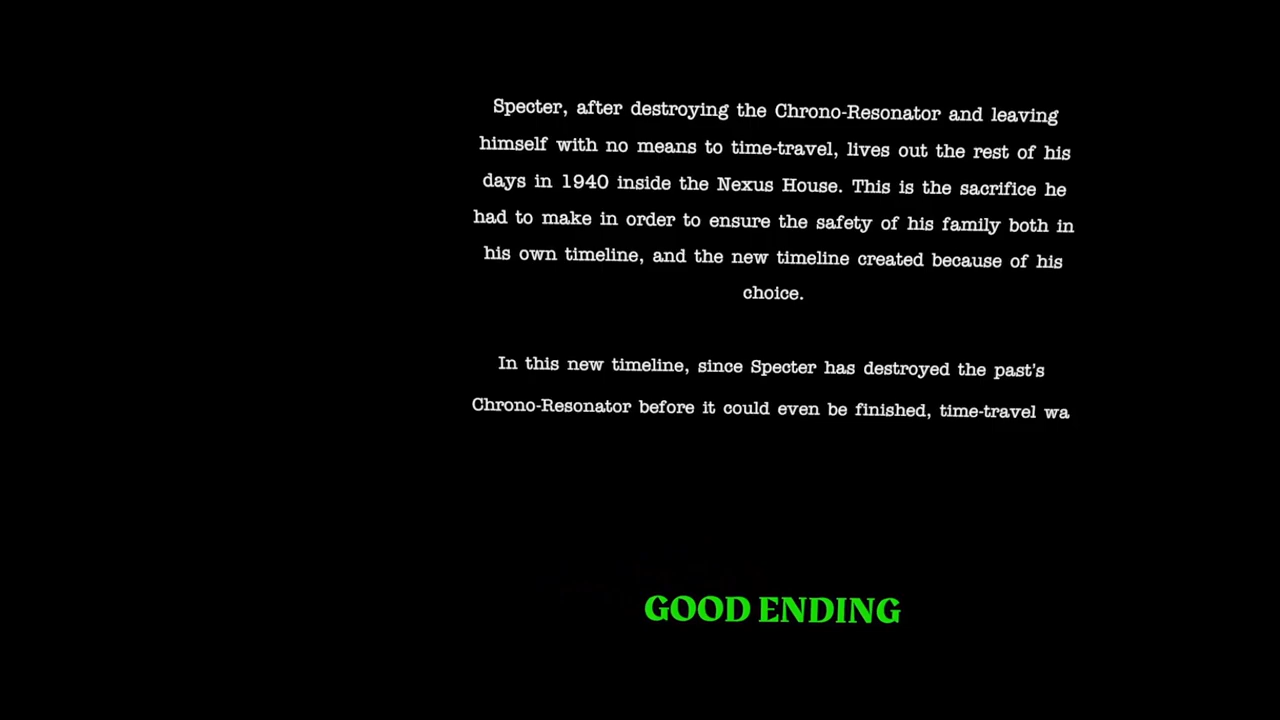 Specter, after destroying the Chrono-Resonator and leaving
himself with no means to time-travel, lives out the rest of his
days in 1940 inside the Nexus House. This is the sacrifice he
had to make in order to ensure the safety of his family both in
his own timeline, and the new timeline created because of his
choice.
In this new timeline, since Specter has destroyed the past's
Chrono-Resonator before it could even be finished, time-travel wa
GOOD ENDING